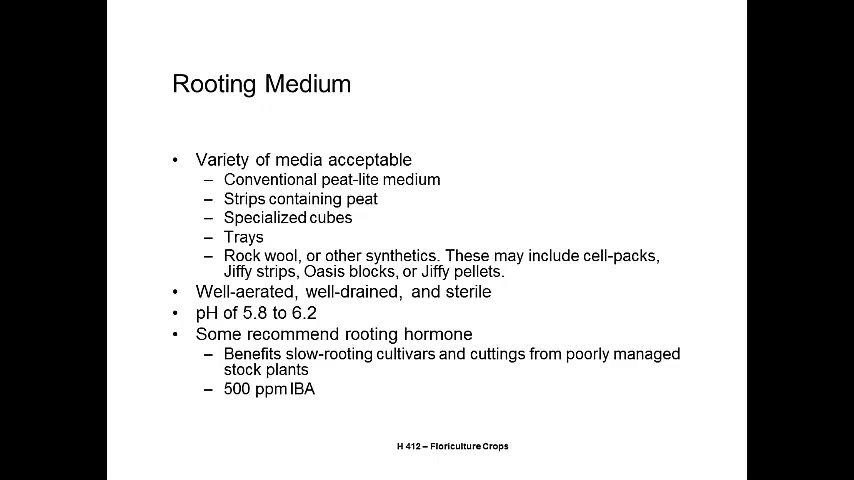 Rooting Medium
• Variety of media acceptable
– Conventional peat-lite medium
– Strips containing peat
– Specialized cubes
– Trays
– Rock wool, or other synthetics. These may include cell-packs,
Jiffy strips, Oasis blocks, or Jiffy pellets.
• Well-aerated, well-drained, and sterile
• pH of 5.8 to 6.2
• Some recommend rooting hormone
– Benefits slow-rooting cultivars and cuttings from poorly managed
stock plants
– 500 ppm IBA
H 412 – Floriculture Crops